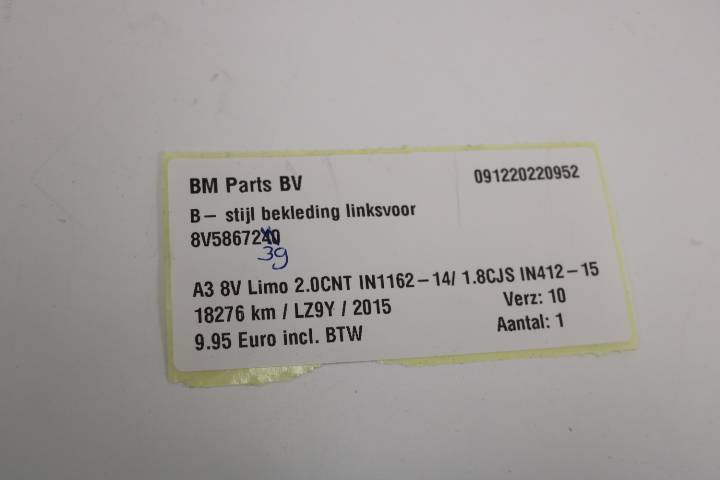 BM Parts BV
091220220952
B- stijl bekleding linksvoor
8V5867240
39
A3 8V Limo 2.0CNT IN1162-14/ 1.8CJS IN412-15
18276 km / LZ9Y / 2015
Verz: 10
9.95 Euro incl. BTW
Aantal: 1